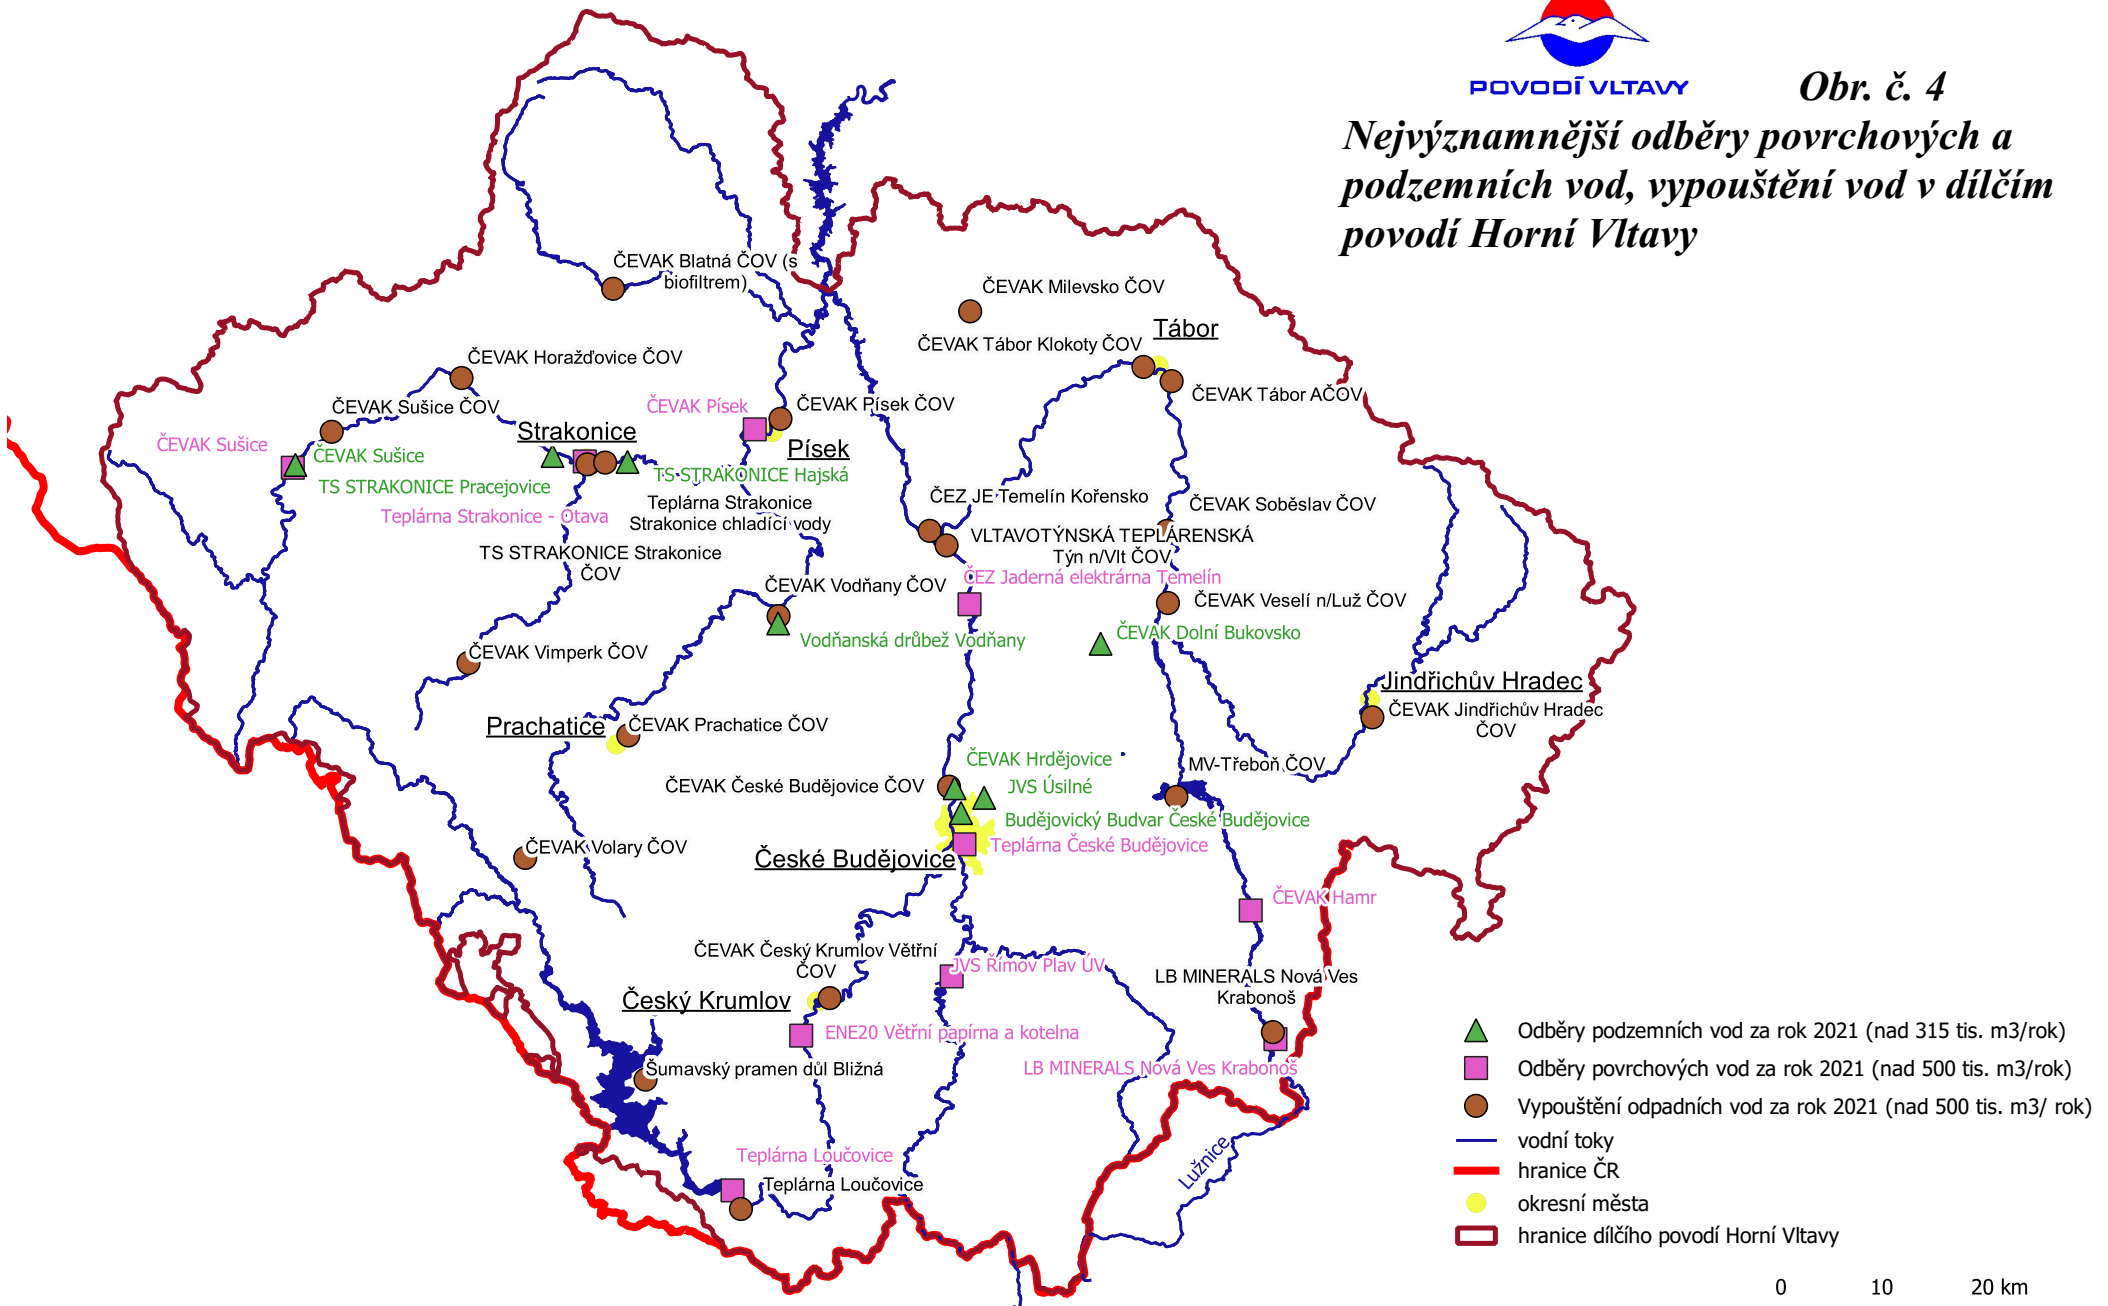 POVODÍ VLTAVY
Obr. č. 4
Nejvýznamnější odběry povrchových a
podzemních vod, vypouštění vod v dílčím
povodí Horní Vltavy
ČEVAK Blatná ČOV (s
biofiltrem)
ČEVAK Milevsko ČOV
Tábor
ČEVAK Tábor Klokoty ČOV
ČEVAK Horažďovice ČOV
ČEVAK Tábor AČOV
ČEVAK Sušice ČOV
ČEVAK Písek
ČEVAK Písek ČOV
Strakonice
ČEVAK Sušice
Písek
ČEVAK Sušice
TS STRAKONICE Hajská
TS STRAKONICE Pracejovice
ČEZ JE Temelín Kořensko
Teplárna Strakonice
Strakonice chladící vody
ČEVAK Soběslav ČOV
Teplárna Strakonice - Otava
VLTAVOTÝNSKÁ TEPLÁRENSKÁ
Týn n/Vlt ČOV
TS STRAKONICE Strakonice
ČOV
ČEZ Jaderná elektrárna Temelín
ČEVAK Vodňany ČOV
ČEVAK Veselí n/Luž ČOV
Vodňanská drůbež Vodňany
ČEVAK Dolní Bukovsko
ČEVAK Vimperk ČOV
Jindřichův Hradec
ČEVAK Jindřichův Hradec
ČOV
Prachatice
ČEVAK Prachatice ČOV
ČEVAK Hrdějovice
MV-Třeboň ČOV
ČEVAK České Budějovice ČOV
JVS Úsilné
Budějovický Budvar České Budějovice
ČEVAK Volary ČOV
Teplárna České Budějovice
České Budějovice
ČEVAK Hamr
ČEVAK Český Krumlov Větřní
ČOV
JVS Římov Plav ÚV
LB MINERALS Nová Ves
Krabonoš
Český Krumlov
ENE20 Větřní papírna a kotelna
Šumavský pramen důl Bližná
LB MINERALS Nová Ves Krabonoš
Teplárna Loučovice
Teplárna Loučovice
Lužnice
Odběry podzemních vod za rok 2021 (nad 315 tis. m3/rok)
Odběry povrchových vod za rok 2021 (nad 500 tis. m3/rok)
Vypouštění odpadních vod za rok 2021 (nad 500 tis. m3/ rok)
vodní toky
hranice ČR
okresní města
hranice dílčího povodí Horní Vltavy
0 10 20 km